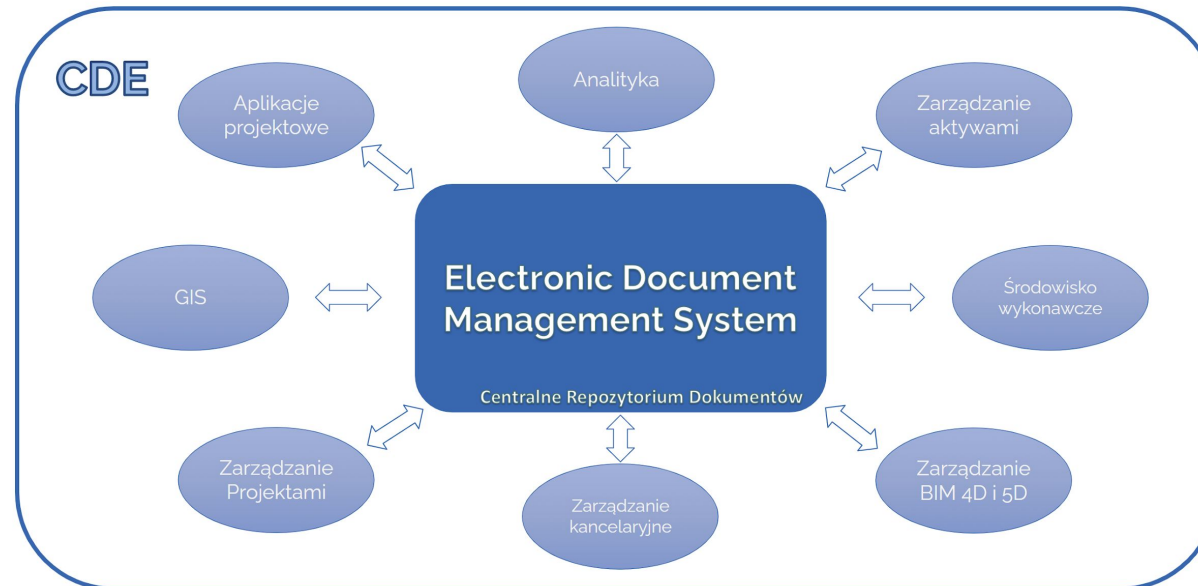 CDE
Aplikacje
projektowe
Analityka
Zarządzanie
aktywami
GIS
Electronic Document
Management System
Centralne Repozytorium Dokumentów
Środowisko
wykonawcze
Zarządzanie
Projektami
Zarządzanie
kancelaryjne
Zarządzanie
BIM 4D i 5D